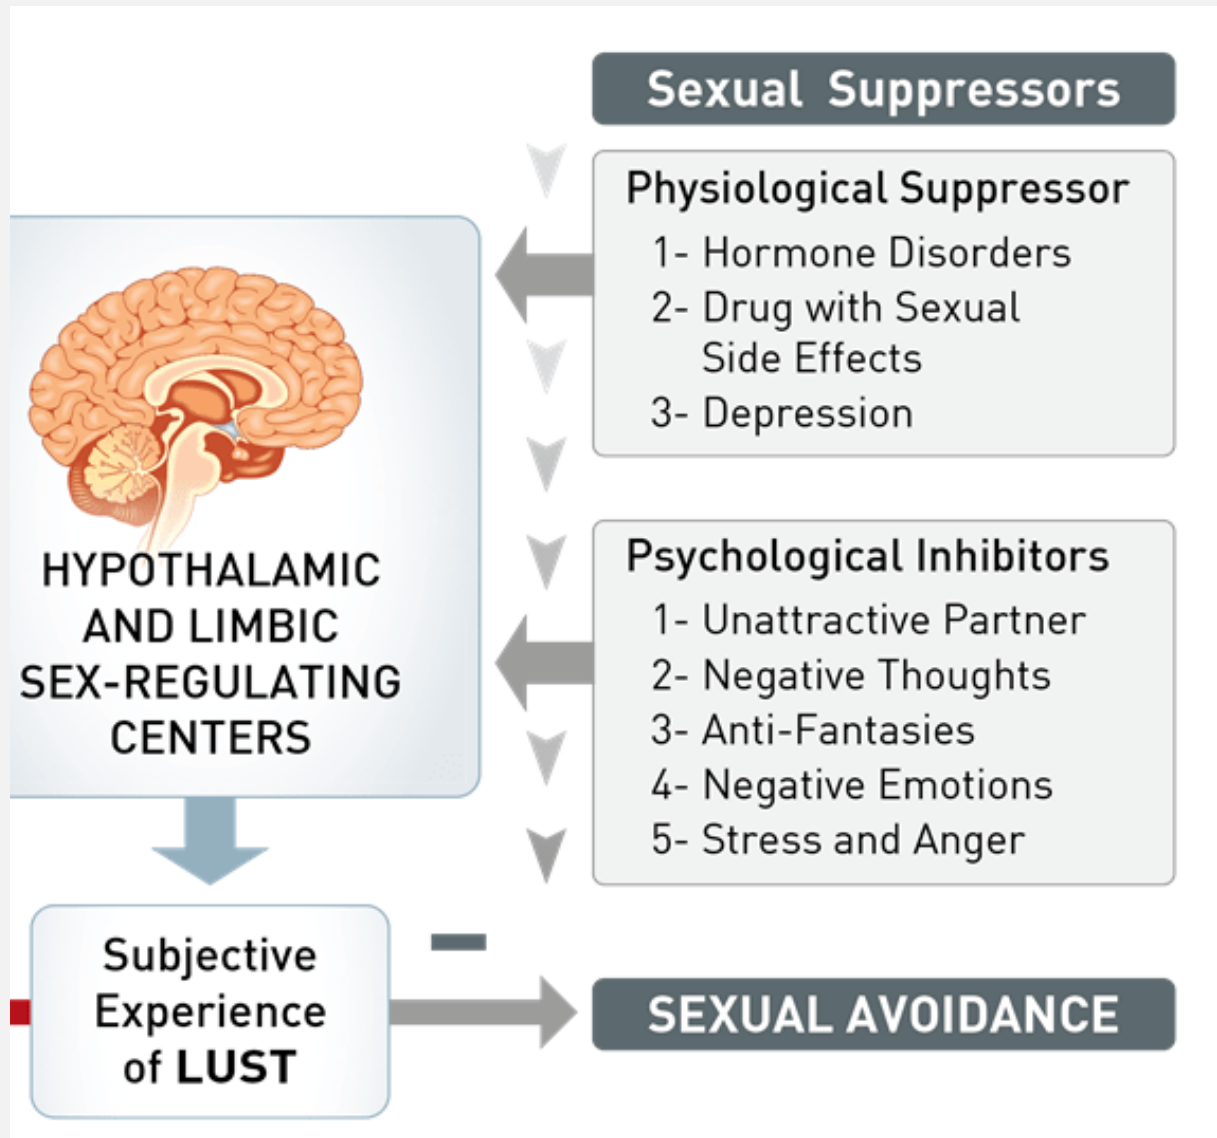 Sexual Suppressors
Physiological Suppressor
1- Hormone Disorders
2- Drug with Sexual
Side Effects
3- Depression
HYPOTHALAMIC
AND LIMBIC
SEX-REGULATING
CENTERS
Psychological Inhibitors
1- Unattractive Partner
2- Negative Thoughts
3- Anti-Fantasies
4- Negative Emotions
5- Stress and Anger
Subjective
Experience
of LUST
SEXUAL AVOIDANCE